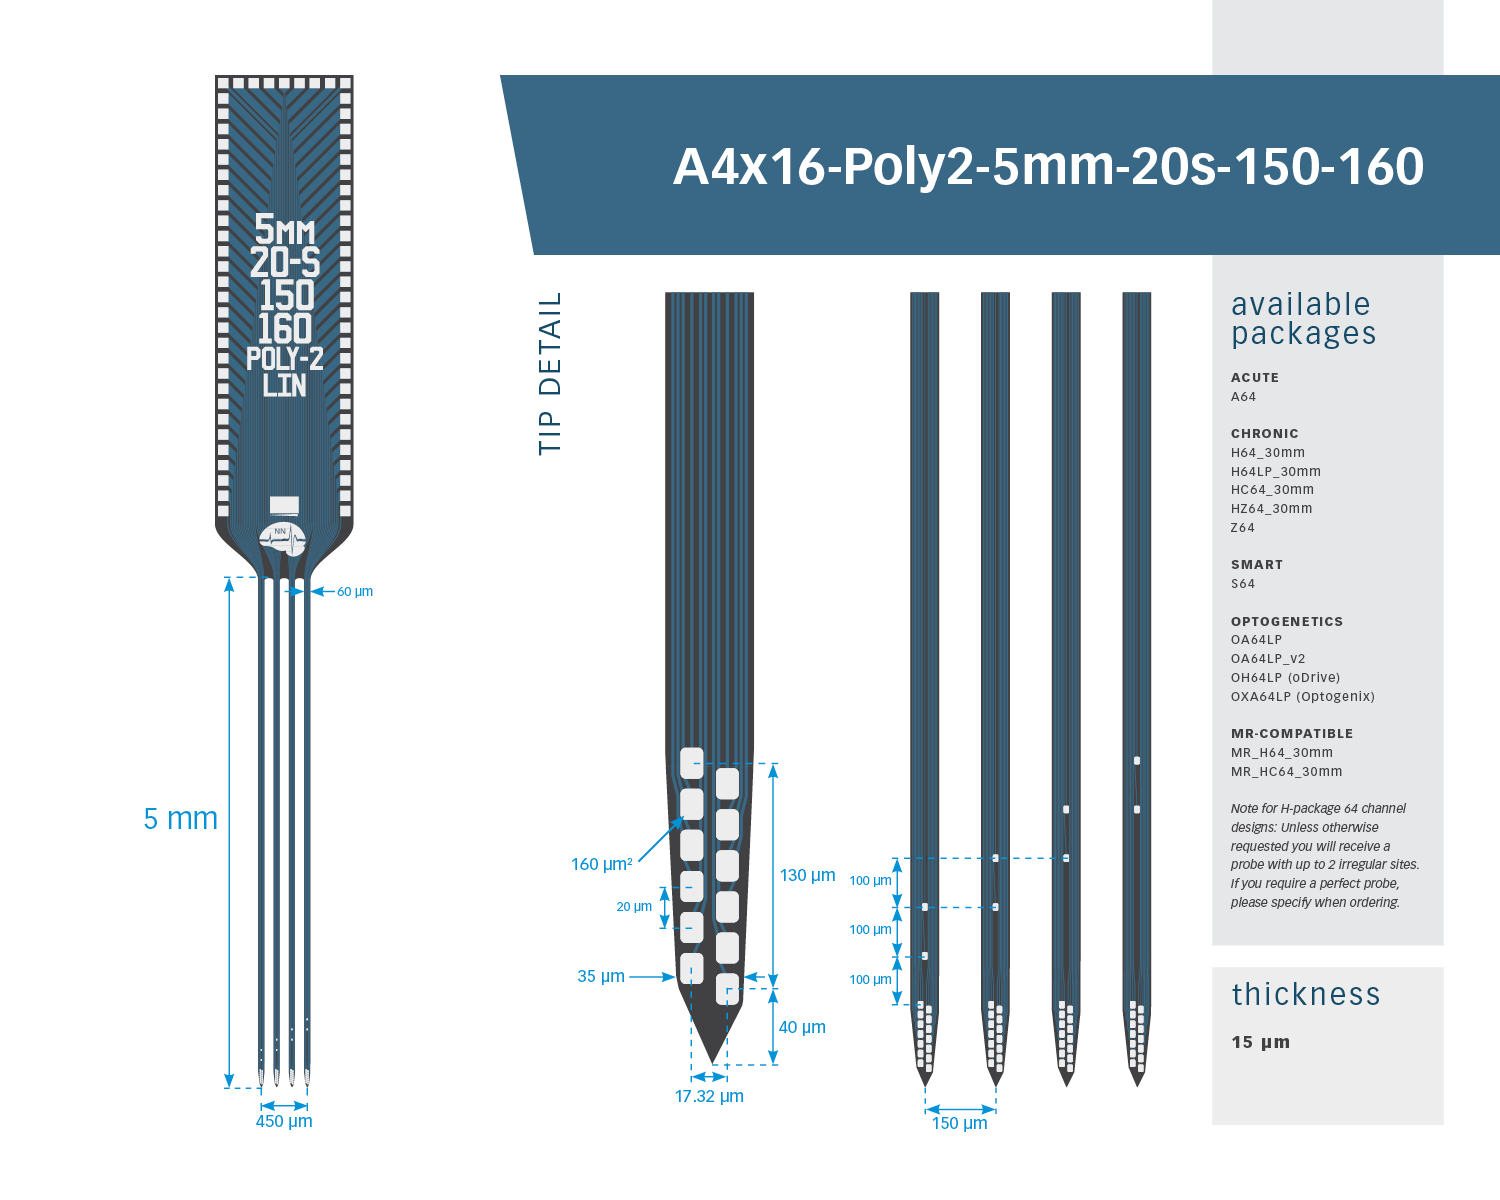 A4x16-Poly2-5mm-20s-150-160
5MM
20-S
150
160
POLY-2
LIN
NN
60 µm
5 mm
450 µm
TIP DETAIL
160 µm²
20 µm
35 µm
130 µm
40 µm
17.32 µm
100 µm
100 µm
100 µm
150 µm
available
packages
ACUTE
A64
CHRONIC
H64_30mm
H64LP_30mm
HC64_30mm
HZ64_30mm
Z64
SMART
S64
OPTOGENETICS
OA64LP
OA64LP_v2
OH64LP (oDrive)
OXA64LP (Optogenix)
MR-COMPATIBLE
MR_H64_30mm
MR_HC64_30mm
Note for H-package 64 channel
designs: Unless otherwise
requested you will receive a
probe with up to 2 irregular sites.
If you require a perfect probe,
please specify when ordering.
thickness
15 µm